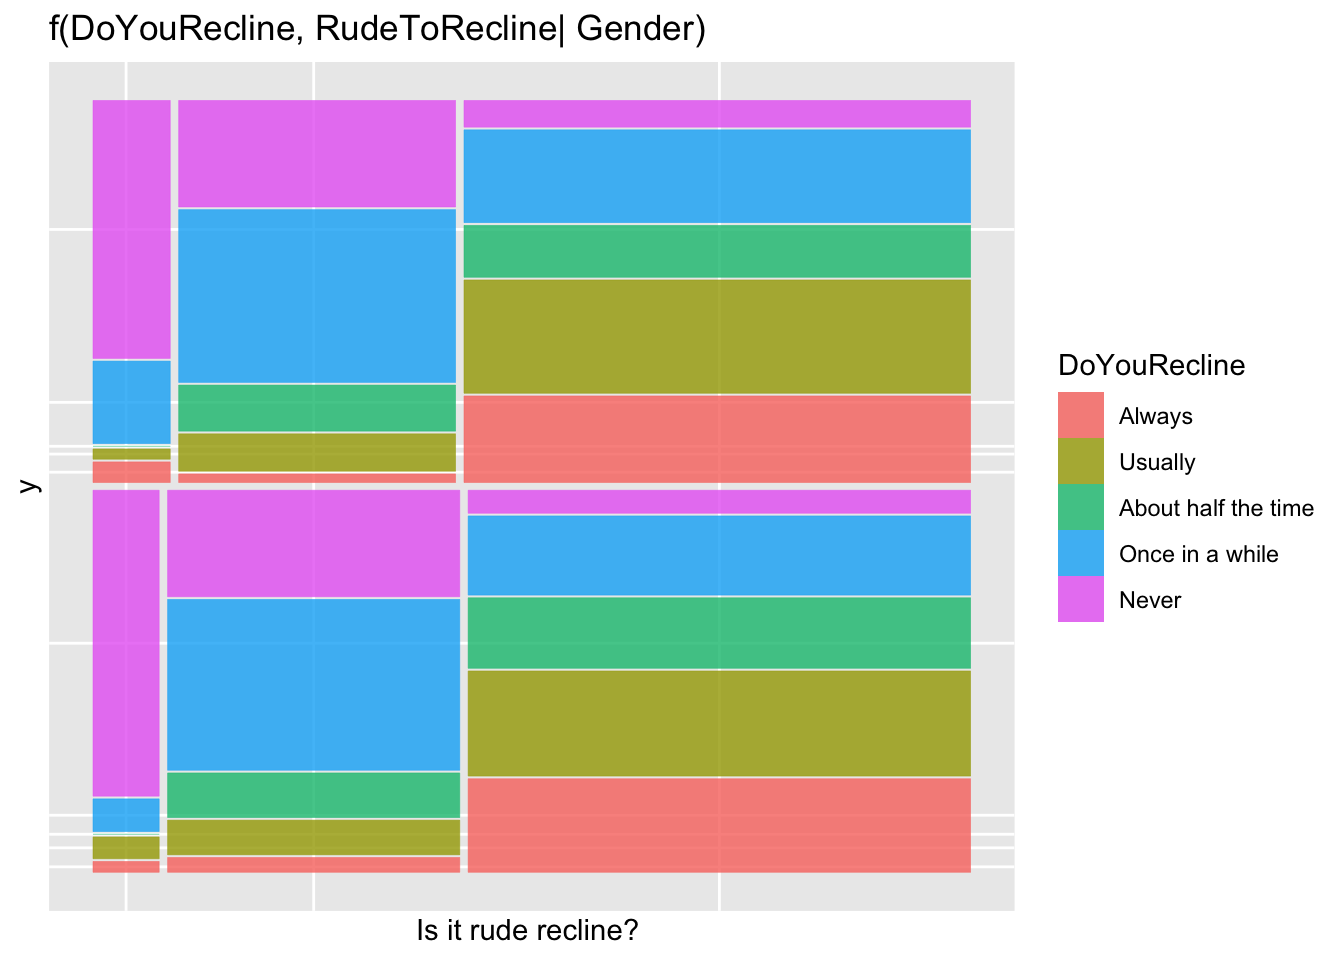 f(DoYouRecline, RudeToRecline| Gender)
y
Is it rude recline?
DoYouRecline
Always
Usually
About half the time
Once in a while
Never